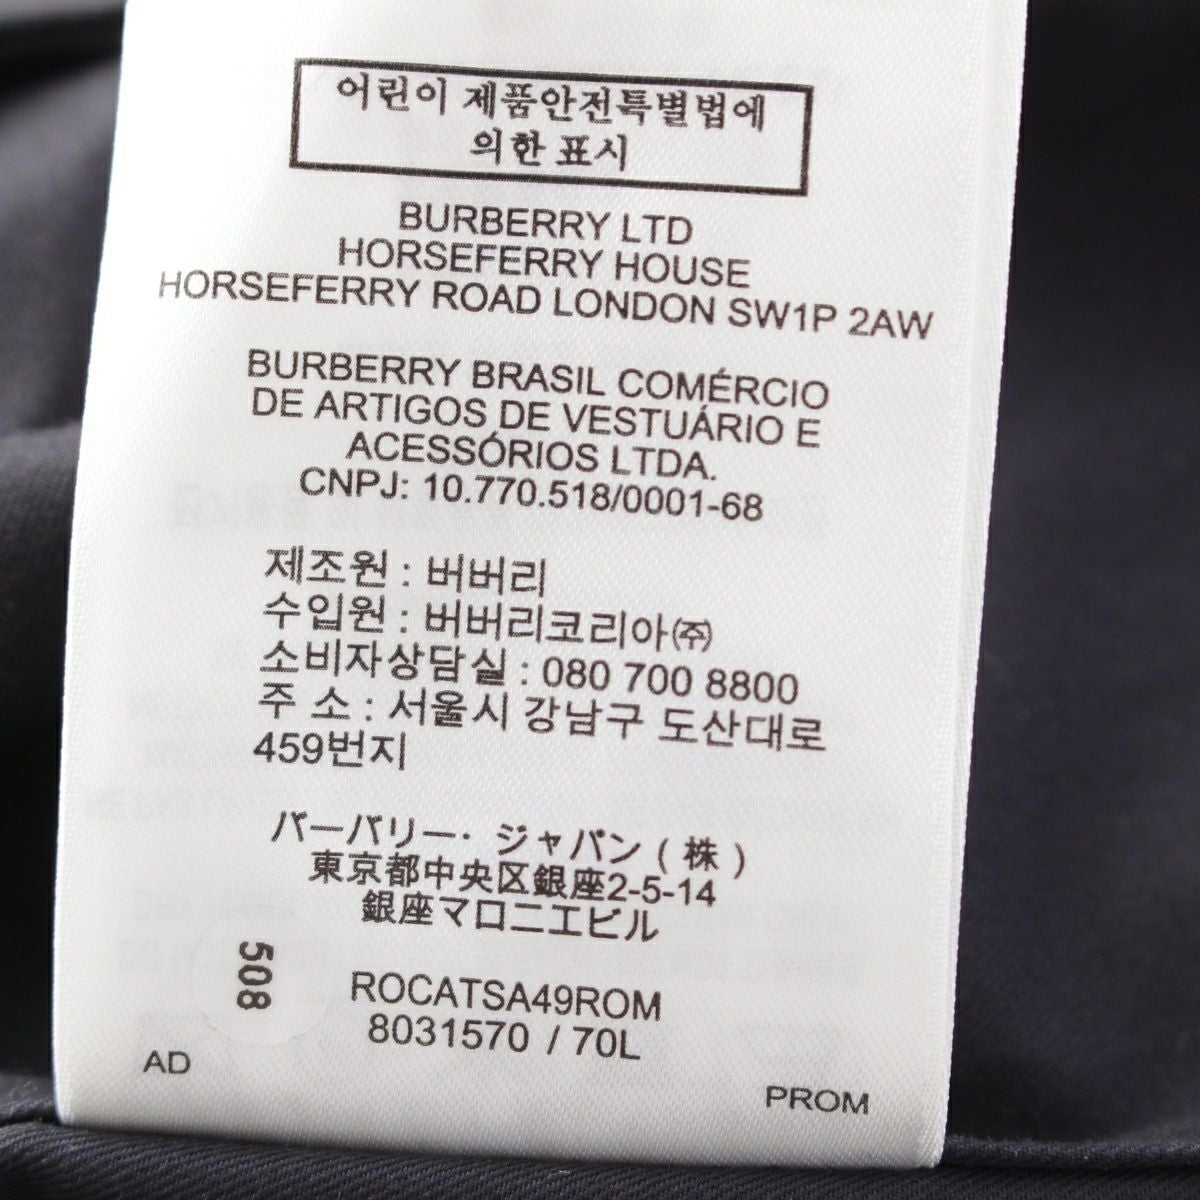 어린이 제품안전특별법에
의한 표시
BURBERRY LTD
HORSEFERRY HOUSE
HORSEFERRY ROAD LONDON SW1P 2AW
BURBERRY BRASIL COMÉRCIO
DE ARTIGOS DE VESTUÁRIO E
ACESSÓRIOS LTDA.
CNPJ: 10.770.518/0001-68
제조원 : 버버리
수입원 : 버버리코리아㈜
소비자상담실 : 080 700 8800
주 소 : 서울시 강남구 도산대로
459번지
バーバリー・ジャパン ( 株 )
東京都中央区銀座2-5-14
銀座マロニエビル
508
ROCATSA49ROM
8031570 / 70L
AD
PROM